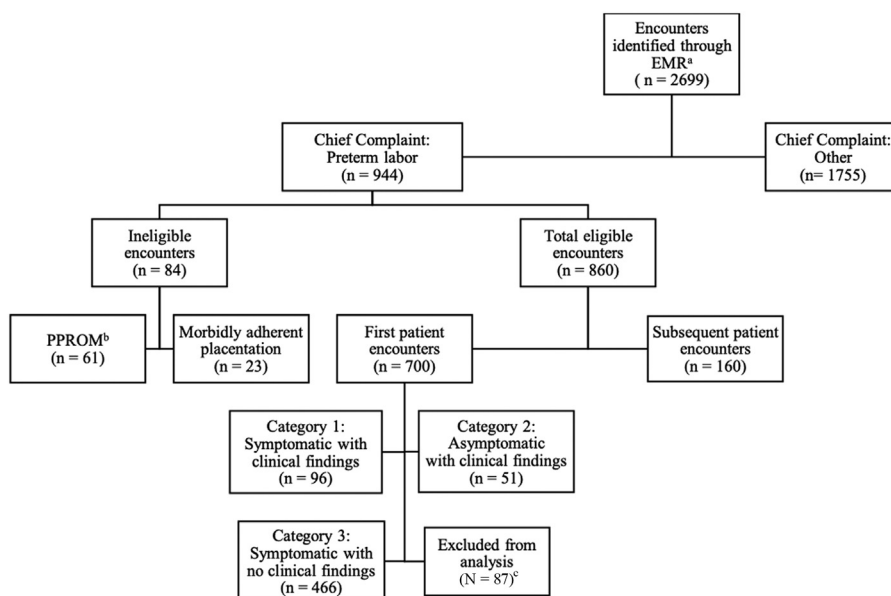 Encounters
identified through
EMRᵃ
( n = 2699)
Chief Complaint:
Preterm labor
(n = 944)
Chief Complaint:
Other
(n= 1755)
Ineligible
encounters
(n = 84)
Total eligible
encounters
(n = 860)
PPROMᵇ
(n = 61)
Morbidly adherent
placentation
(n = 23)
First patient
encounters
(n = 700)
Subsequent patient
encounters
(n = 160)
Category 1:
Symptomatic with
clinical findings
(n = 96)
Category 2:
Asymptomatic
with clinical findings
(n = 51)
Category 3:
Symptomatic with
no clinical findings
(n = 466)
Excluded from
analysis
(N = 87)ᶜ